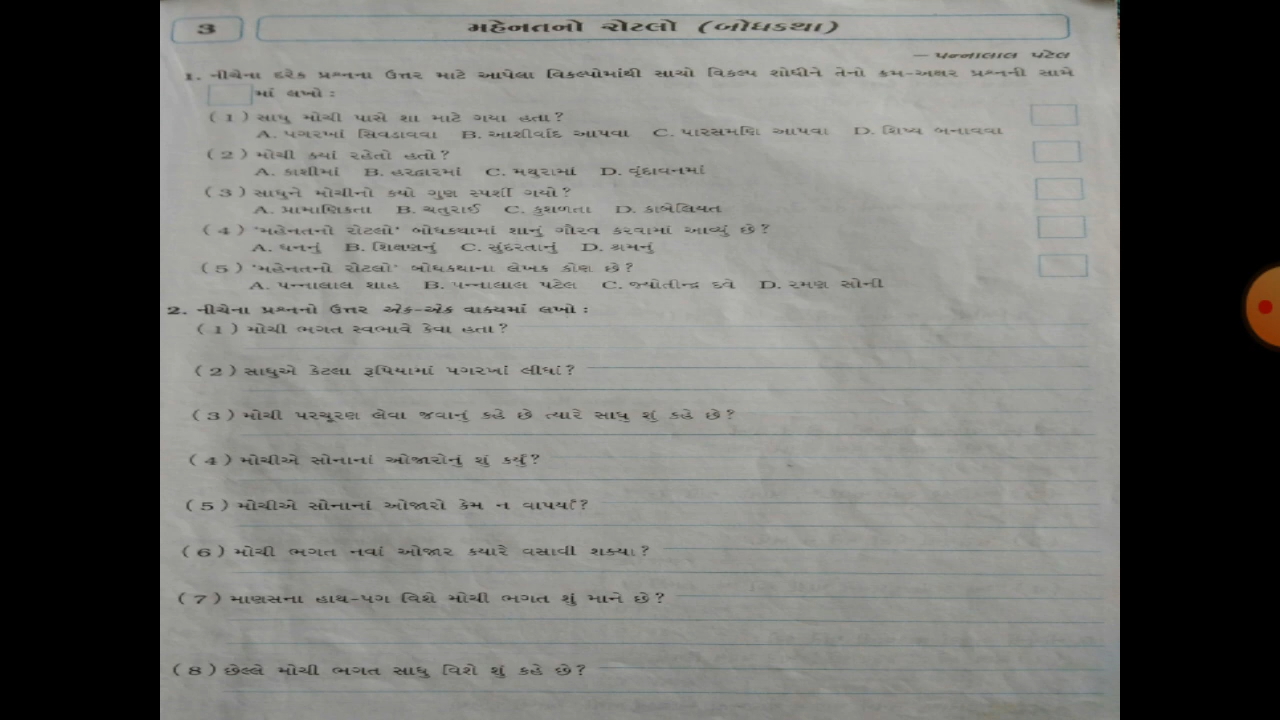 3 મહેનતનો રોટલો (બોધકથા)
– પન્નાલાલ પટેલ
1. નીચેના દરેક પ્રશ્નના ઉત્તર માટે આપેલા વિકલ્પોમાંથી સાચો વિકલ્પ શોધીને તેનો ક્રમ-અક્ષર પ્રશ્નની સામે
માં લખો :
(1) સાધુ મોચી પાસે શા માટે ગયા હતા?
A. પગરખાં સિવડાવવા B. આશીર્વાદ આપવા C. પારસમણિ આપવા D. શિષ્ય બનાવવા
(2) મોચી ક્યાં રહેતો હતો?
A. કાશીમાં B. હરદ્વારમાં C. મથુરામાં D. વૃંદાવનમાં
(3) સાધુને મોચીનો કયો ગુણ સ્પર્શી ગયો?
A. પ્રામાણિકતા B. ચતુરાઈ C. કુશળતા D. કાબેલિયત
(4) 'મહેનતનો રોટલો' બોધકથામાં શાનું ગૌરવ કરવામાં આવ્યું છે?
A. ધનનું B. શિક્ષણનું C. સુંદરતાનું D. શ્રમનું
(5) 'મહેનતનો રોટલો' બોધકથાના લેખક કોણ છે?
A. પન્નાલાલ શાહ B. પન્નાલાલ પટેલ C. જ્યોતીન્દ્ર દવે D. રમણ સોની
2. નીચેના પ્રશ્નનો ઉત્તર એક-એક વાક્યમાં લખો :
(1) મોચી ભગત સ્વભાવે કેવા હતા?
(2) સાધુએ કેટલા રૂપિયામાં પગરખાં લીધાં?
(3) મોચી પરચૂરણ લેવા જવાનું કહે છે ત્યારે સાધુ શું કહે છે?
(4) મોચીએ સોનાનાં ઓજારોનું શું કર્યું?
(5) મોચીએ સોનાનાં ઓજારો કેમ ન વાપર્યાં?
(6) મોચી ભગત નવાં ઓજાર ક્યારે વસાવી શક્યા?
(7) માણસના હાથ-પગ વિશે મોચી ભગત શું માને છે?
(8) છેલ્લે મોચી ભગત સાધુ વિશે શું કહે છે?